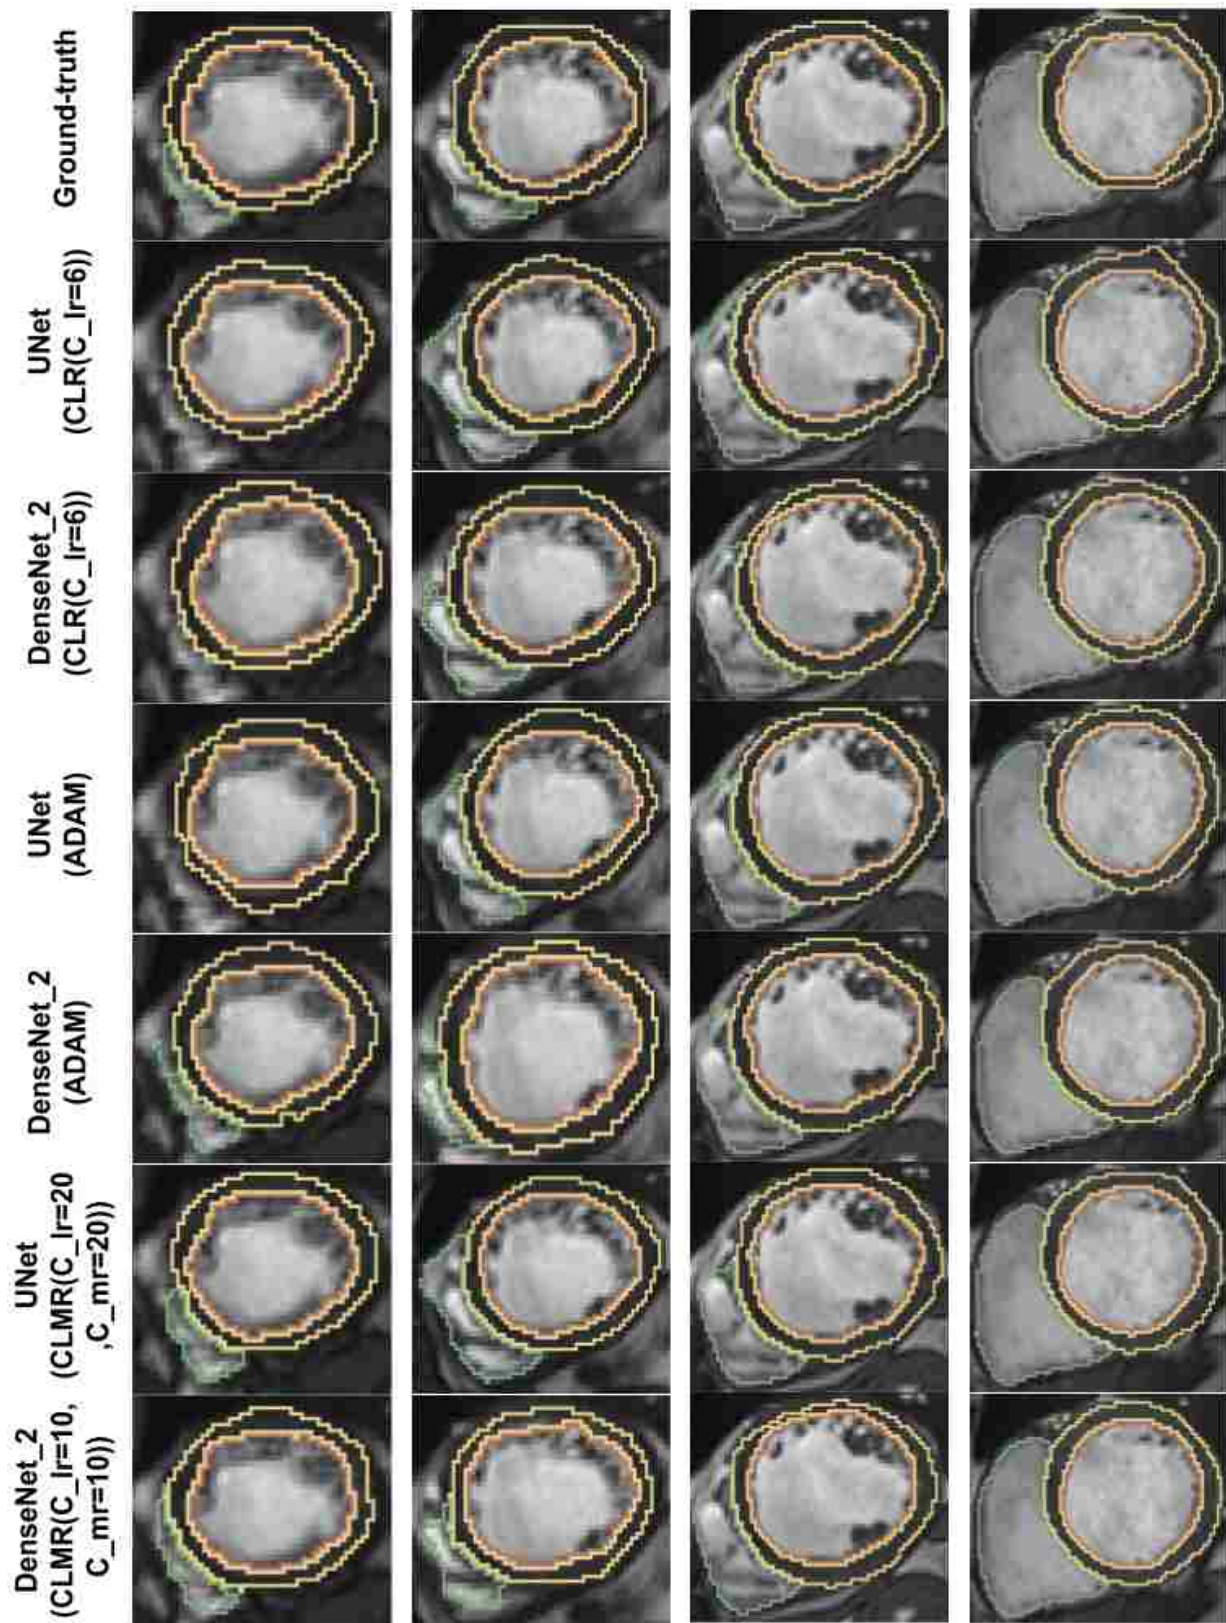 Ground-truth
UNet
(CLR(C_lr=6))
DenseNet_2
(CLR(C_lr=6))
UNet
(ADAM)
DenseNet_2
(ADAM)
UNet
(CLMR(C_lr=20
,C_mr=20))
DenseNet_2
(CLMR(C_lr=10,
C_mr=10))